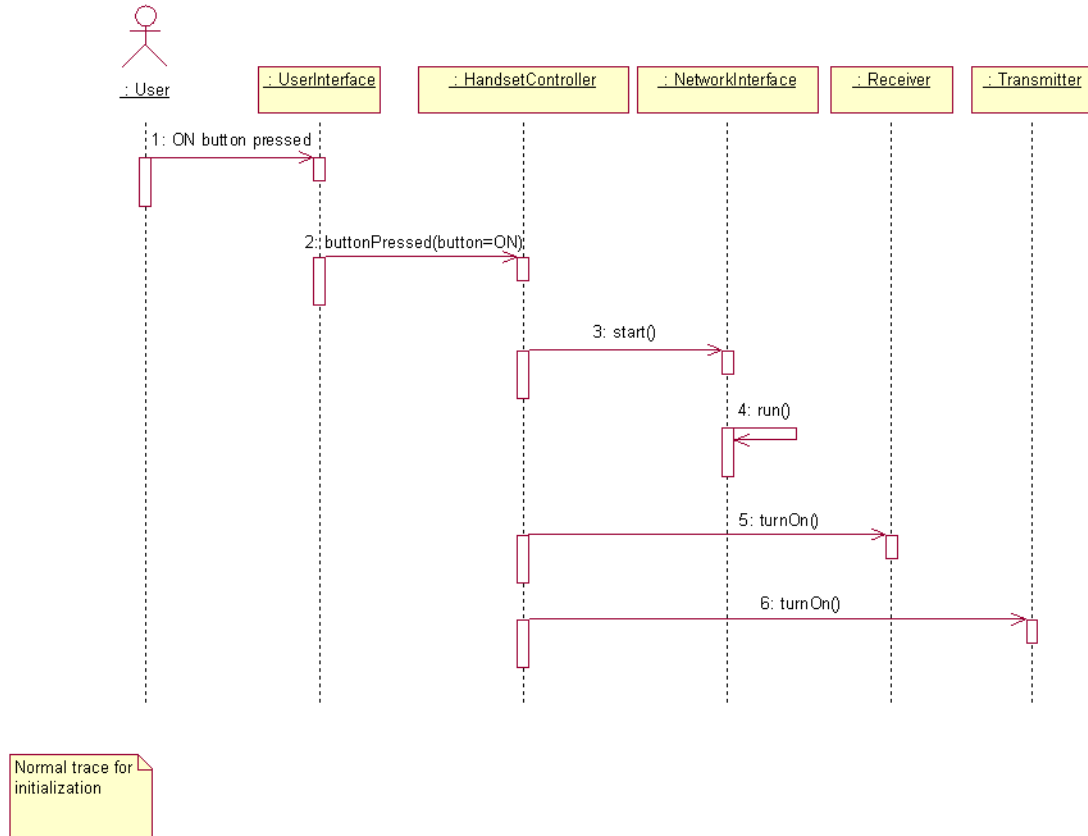 : User
: UserInterface
: HandsetController
: NetworkInterface
: Receiver
: Transmitter
1: ON button pressed
2: buttonPressed(button=ON)
3: start()
4: run()
5: turnOn()
6: turnOn()
Normal trace for
initialization